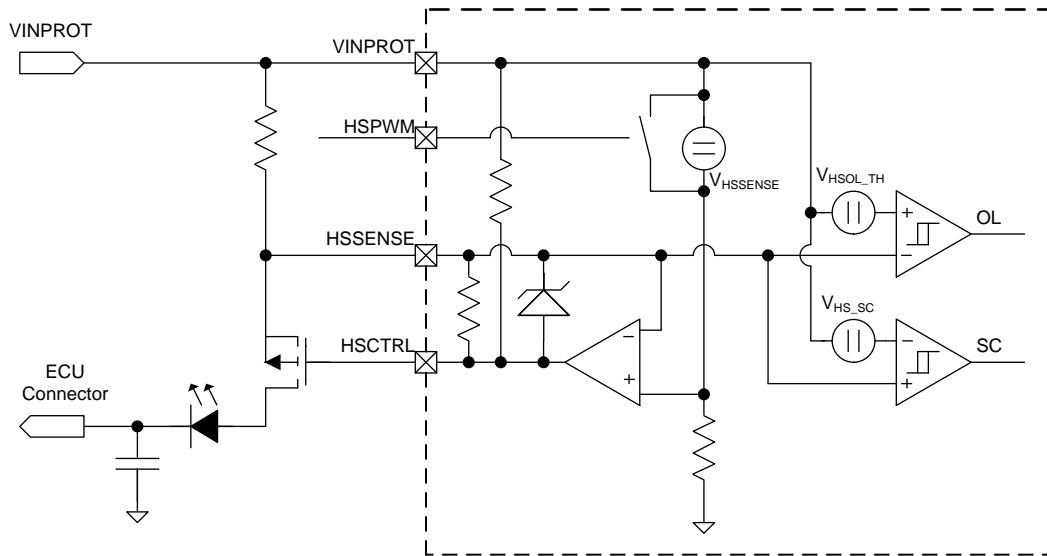 VINPROT
VINPROT
HSPWM
VHSSENSE
VHSOL_TH
OL
HSSENSE
VHS_SC
SC
HSCTRL
ECU
Connector